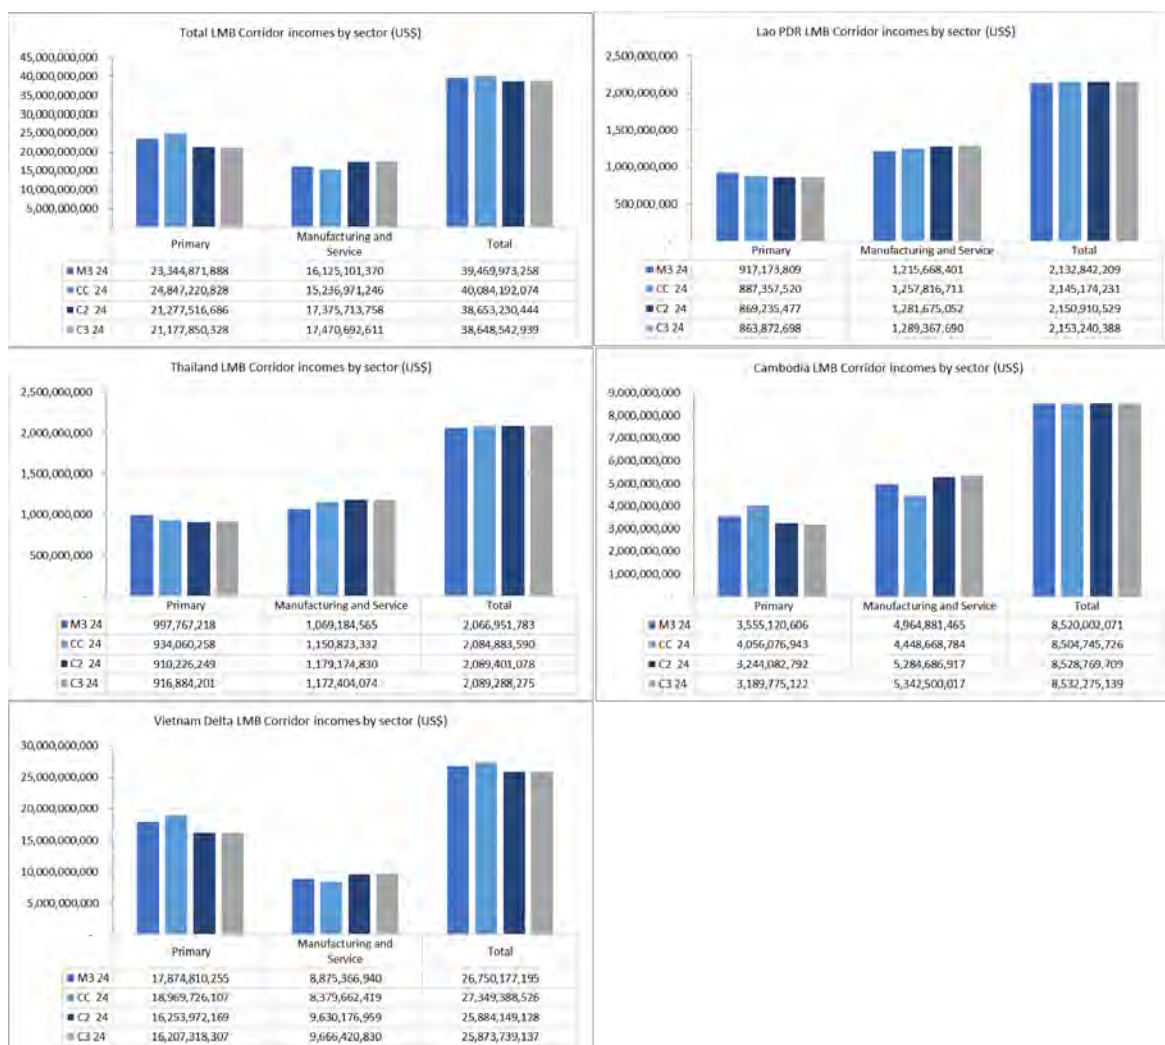 Total LMB Corridor incomes by sector (US$)
45,000,000,000
40,000,000,000
35,000,000,000
30,000,000,000
25,000,000,000
20,000,000,000
15,000,000,000
10,000,000,000
5,000,000,000
-
Primary Manufacturing and Service Total
M3 24 23,344,871,888 16,125,101,370 39,469,973,258
CC 24 24,847,220,828 15,236,971,246 40,084,192,074
C2 24 21,277,516,686 17,375,713,758 38,653,230,444
C3 24 21,177,850,328 17,470,692,611 38,648,542,939
Lao PDR LMB Corridor incomes by sector (US$)
2,500,000,000
2,000,000,000
1,500,000,000
1,000,000,000
500,000,000
-
Primary Manufacturing and Service Total
M3 24 917,173,809 1,215,668,401 2,132,842,209
CC 24 887,357,520 1,257,816,711 2,145,174,231
C2 24 869,235,477 1,281,675,052 2,150,910,529
C3 24 863,872,698 1,289,367,690 2,153,240,388
Thailand LMB Corridor incomes by sector (US$)
2,500,000,000
2,000,000,000
1,500,000,000
1,000,000,000
500,000,000
-
Primary Manufacturing and Service Total
M3 24 997,767,218 1,069,184,565 2,066,951,783
CC 24 934,060,258 1,150,823,332 2,084,883,590
C2 24 910,226,249 1,179,174,830 2,089,401,078
C3 24 916,884,201 1,172,404,074 2,089,288,275
Cambodia LMB Corridor incomes by sector (US$)
9,000,000,000
8,000,000,000
7,000,000,000
6,000,000,000
5,000,000,000
4,000,000,000
3,000,000,000
2,000,000,000
1,000,000,000
-
Primary Manufacturing and Service Total
M3 24 3,555,120,606 4,964,881,465 8,520,002,071
CC 24 4,056,076,943 4,448,668,784 8,504,745,726
C2 24 3,244,082,792 5,284,686,917 8,528,769,709
C3 24 3,189,775,122 5,342,500,017 8,532,275,139
Vietnam Delta LMB Corridor incomes by sector (US$)
30,000,000,000
25,000,000,000
20,000,000,000
15,000,000,000
10,000,000,000
5,000,000,000
-
Primary Manufacturing and Service Total
M3 24 17,874,810,255 8,875,366,940 26,750,177,195
CC 24 18,969,726,107 8,379,662,419 27,349,388,526
C2 24 16,253,972,169 9,630,176,959 25,884,149,128
C3 24 16,207,318,307 9,666,420,830 25,873,739,137